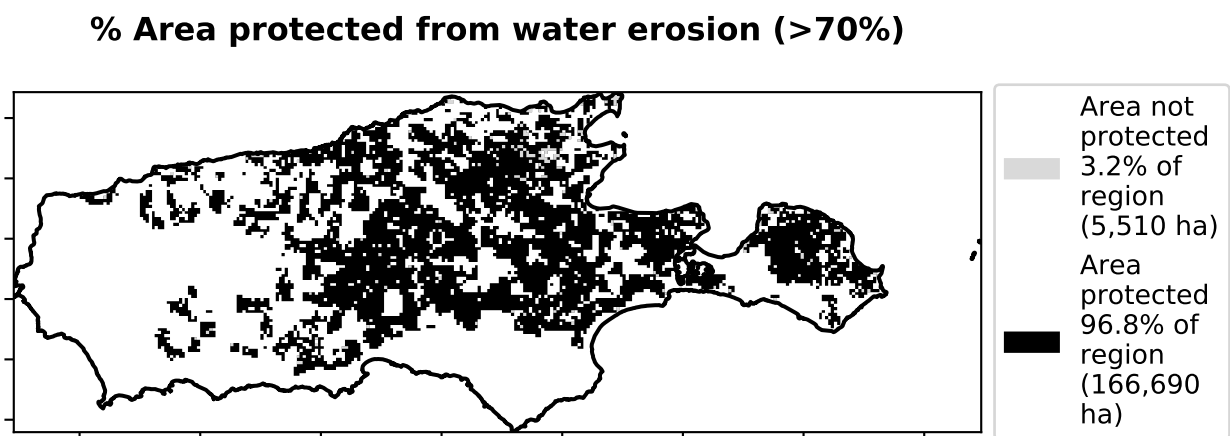 % Area protected from water erosion (>70%)
Area not
protected
3.2% of
region
(5,510 ha)
Area
protected
96.8% of
region
(166,690
ha)